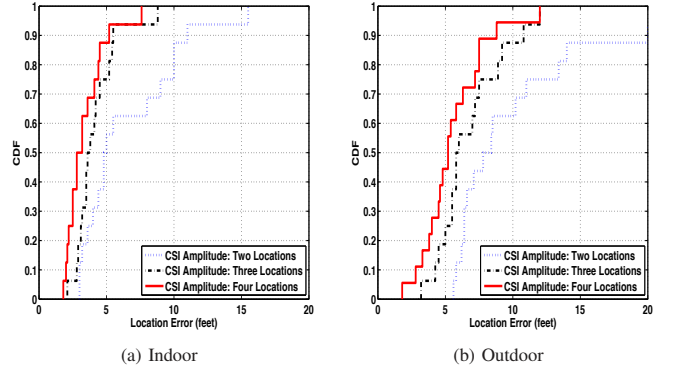 1
0.9
0.8
0.7
0.6
0.5
0.4
0.3
0.2
0.1
0
CDF
0 5 10 15 20
Location Error (feet)
CSI Amplitude: Two Locations
CSI Amplitude: Three Locations
CSI Amplitude: Four Locations
(a) Indoor
1
0.9
0.8
0.7
0.6
0.5
0.4
0.3
0.2
0.1
0
CDF
0 5 10 15 20
Location Error (feet)
CSI Amplitude: Two Locations
CSI Amplitude: Three Locations
CSI Amplitude: Four Locations
(b) Outdoor